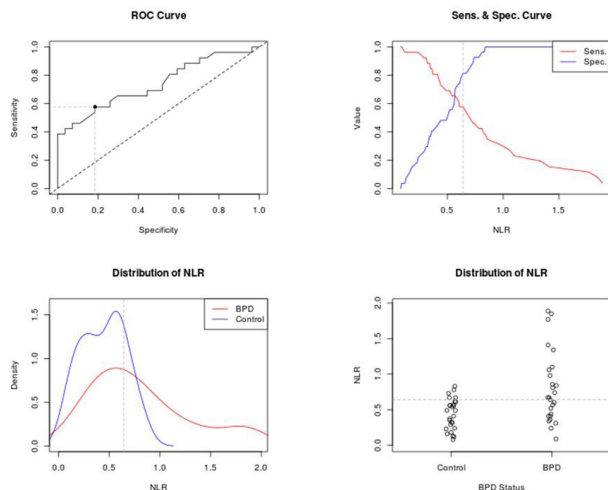 ROC Curve
Sensitivity
0.0 0.2 0.4 0.6 0.8 1.0
0.0 0.2 0.4 0.6 0.8 1.0
Specificity
Sens. & Spec. Curve
Sens.
Spec.
Value
0.0 0.2 0.4 0.6 0.8 1.0
0.5 1.0 1.5
NLR
Distribution of NLR
BPD
Control
Density
0.0 0.5 1.0 1.5
0.0 0.5 1.0 1.5 2.0
NLR
Distribution of NLR
NLR
0.0 0.5 1.0 1.5 2.0
Control BPD
BPD Status